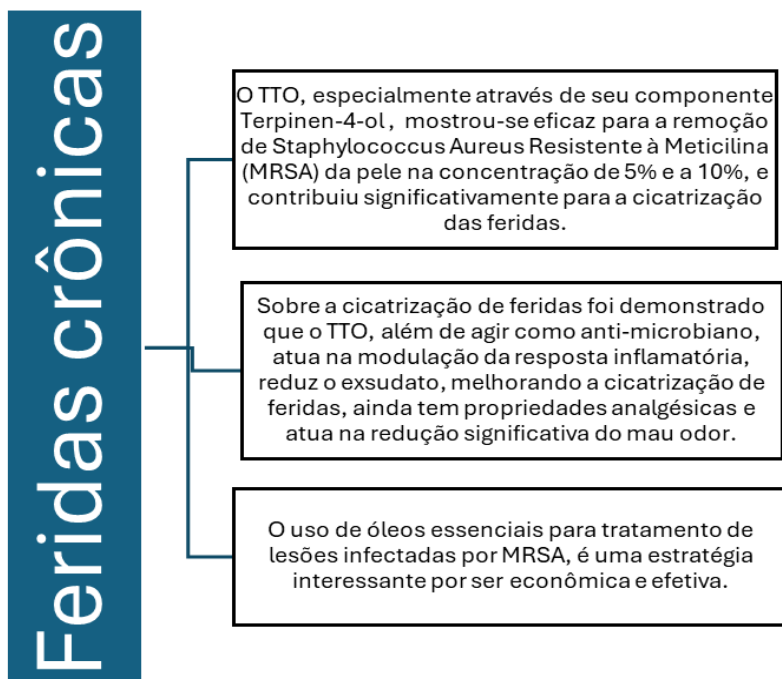 Feridas crônicas
O TTO, especialmente através de seu componente
Terpinen-4-ol , mostrou-se eficaz para a remoção
de Staphylococcus Aureus Resistente à Meticilina
(MRSA) da pele na concentração de 5% e a 10%, e
contribuiu significativamente para a cicatrização
das feridas.
Sobre a cicatrização de feridas foi demonstrado
que o TTO, além de agir como anti-microbiano,
atua na modulação da resposta inflamatória,
reduz o exsudato, melhorando a cicatrização de
feridas, ainda tem propriedades analgésicas e
atua na redução significativa do mau odor.
O uso de óleos essenciais para tratamento de
lesões infectadas por MRSA, é uma estratégia
interessante por ser econômica e efetiva.